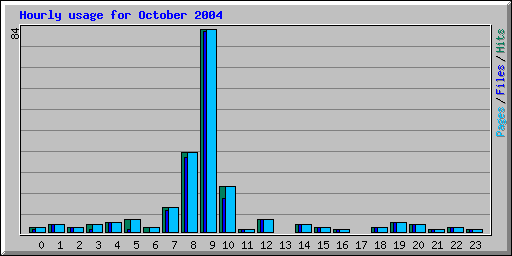 Hourly usage for October 2004
84
Pages/Files/Hits
0 1 2 3 4 5 6 7 8 9 10 11 12 13 14 15 16 17 18 19 20 21 22 23